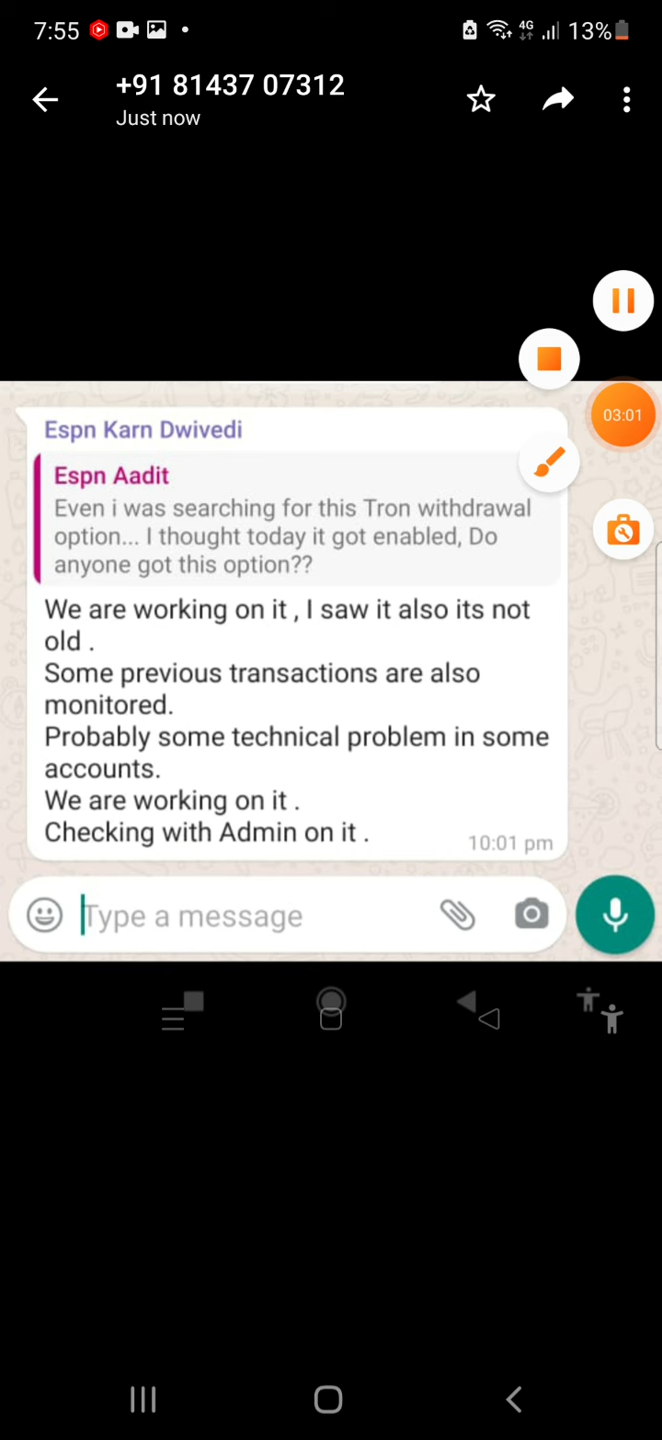 7:55
4G
13%
+91 81437 07312
Just now
03:01
Espn Karn Dwivedi
Espn Aadit
Even i was searching for this Tron withdrawal
option... I thought today it got enabled, Do
anyone got this option??
We are working on it , I saw it also its not
old .
Some previous transactions are also
monitored.
Probably some technical problem in some
accounts.
We are working on it .
Checking with Admin on it .
10:01 pm
Type a message